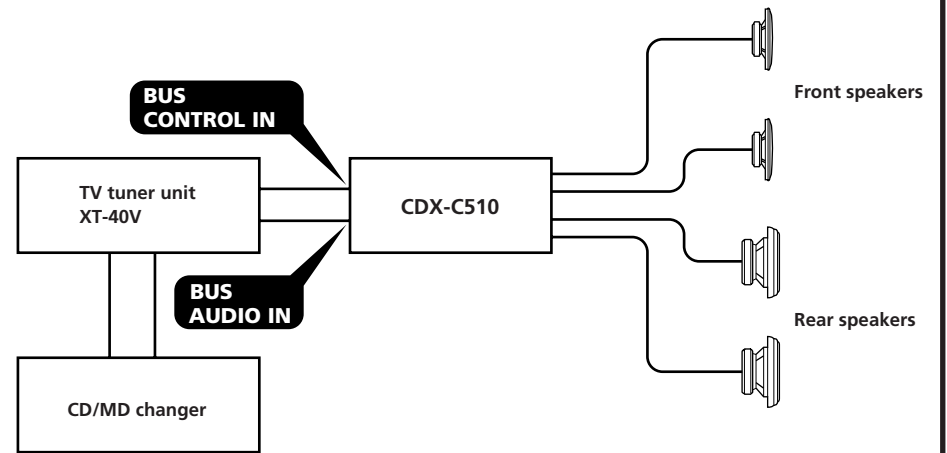 BUS
CONTROL IN
TV tuner unit
XT-40V
CDX-C510
BUS
AUDIO IN
CD/MD changer
Front speakers
Rear speakers